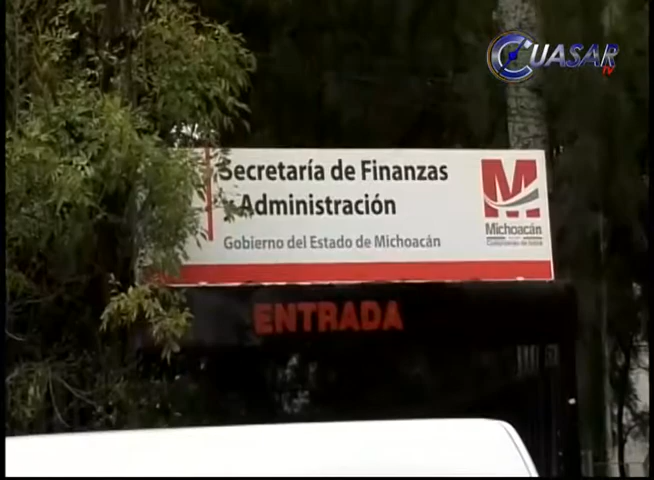 CUASAR
TV
Secretaría de Finanzas
y Administración
Gobierno del Estado de Michoacán
M
Michoacán
ENTRADA